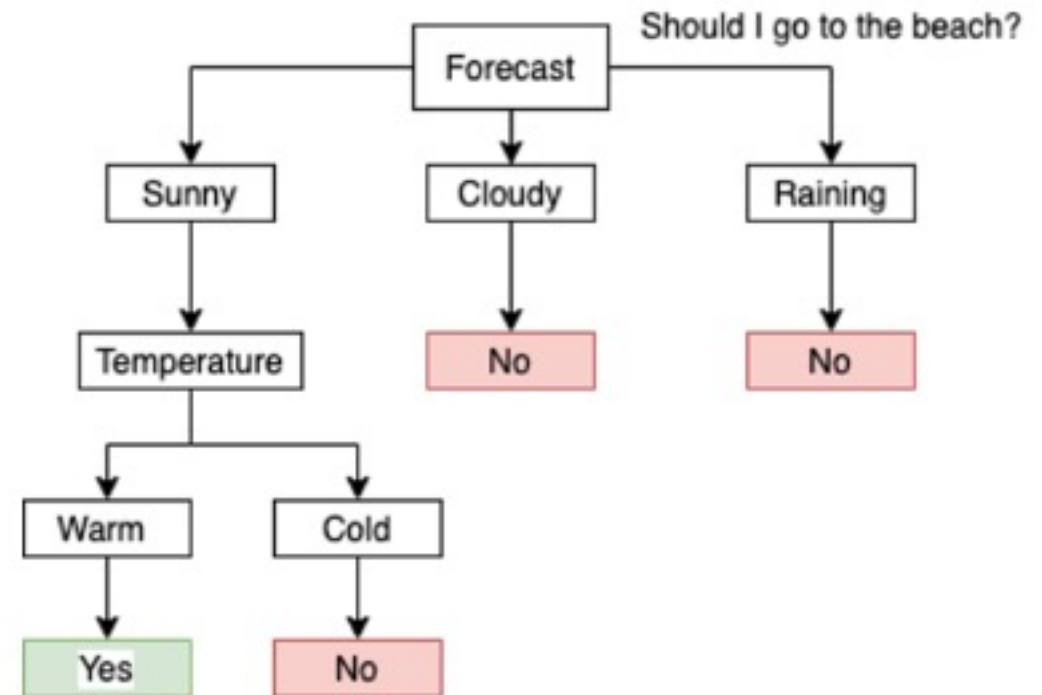 Should I go to the beach?
Forecast
Sunny
Cloudy
Raining
Temperature
No
No
Warm
Cold
Yes
No